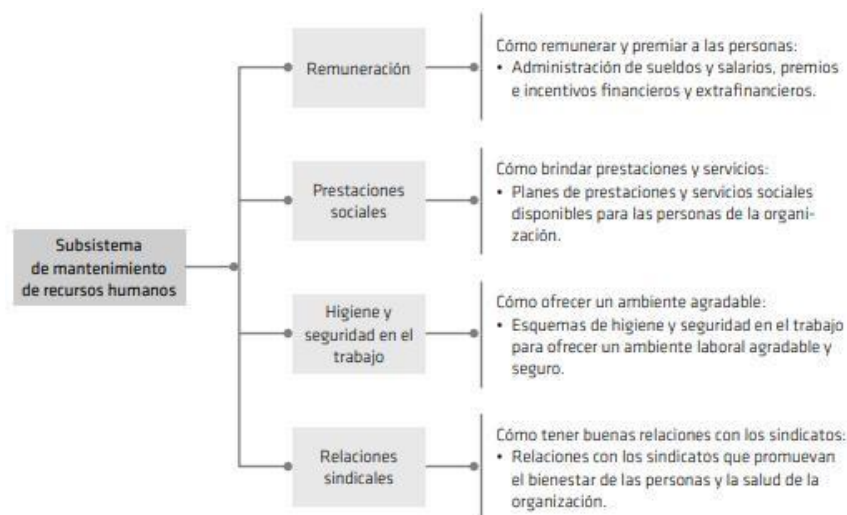 Remuneración
Cómo remunerar y premiar a las personas:
• Administración de sueldos y salarios, premios
e incentivos financieros y extrafinancieros.
Prestaciones
sociales
Cómo brindar prestaciones y servicios:
• Planes de prestaciones y servicios sociales
disponibles para las personas de la organi-
zación.
Subsistema
de mantenimiento
de recursos humanos
Higiene y
seguridad en el
trabajo
Cómo ofrecer un ambiente agradable:
• Esquemas de higiene y seguridad en el trabajo
para ofrecer un ambiente laboral agradable y
seguro.
Relaciones
sindicales
Cómo tener buenas relaciones con los sindicatos:
• Relaciones con los sindicatos que promuevan
el bienestar de las personas y la salud de la
organización.